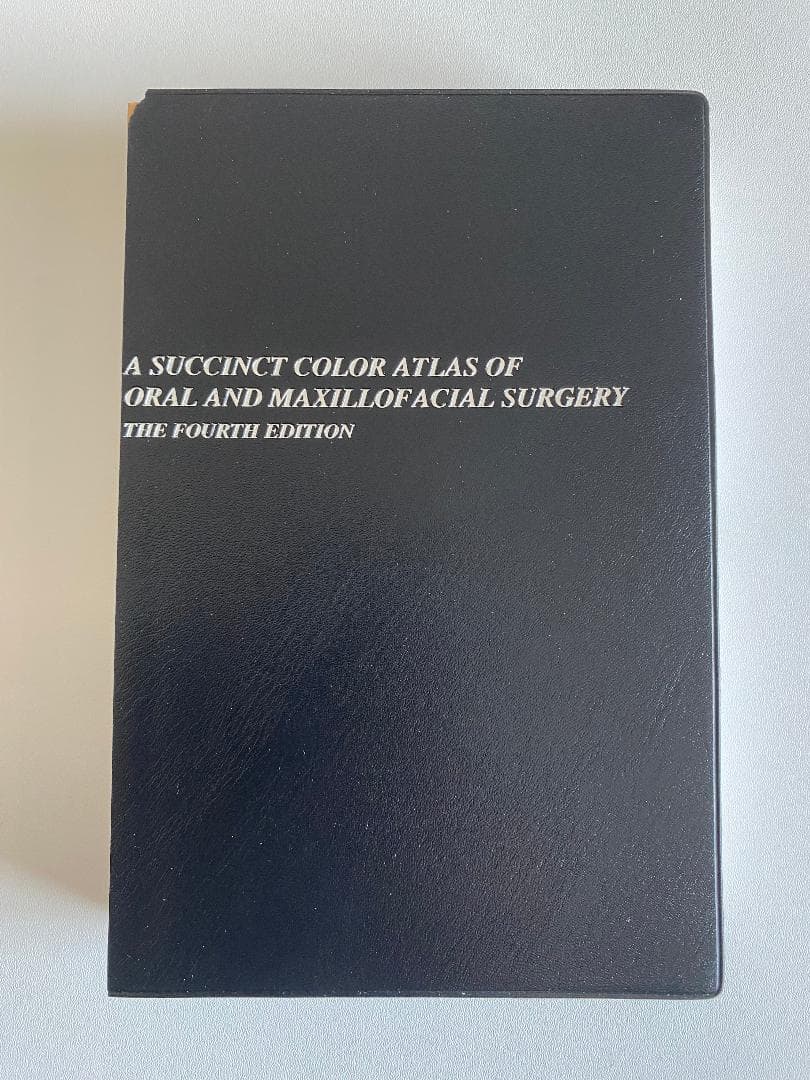 A SUCCINCT COLOR ATLAS OF
ORAL AND MAXILLOFACIAL SURGERY
THE FOURTH EDITION